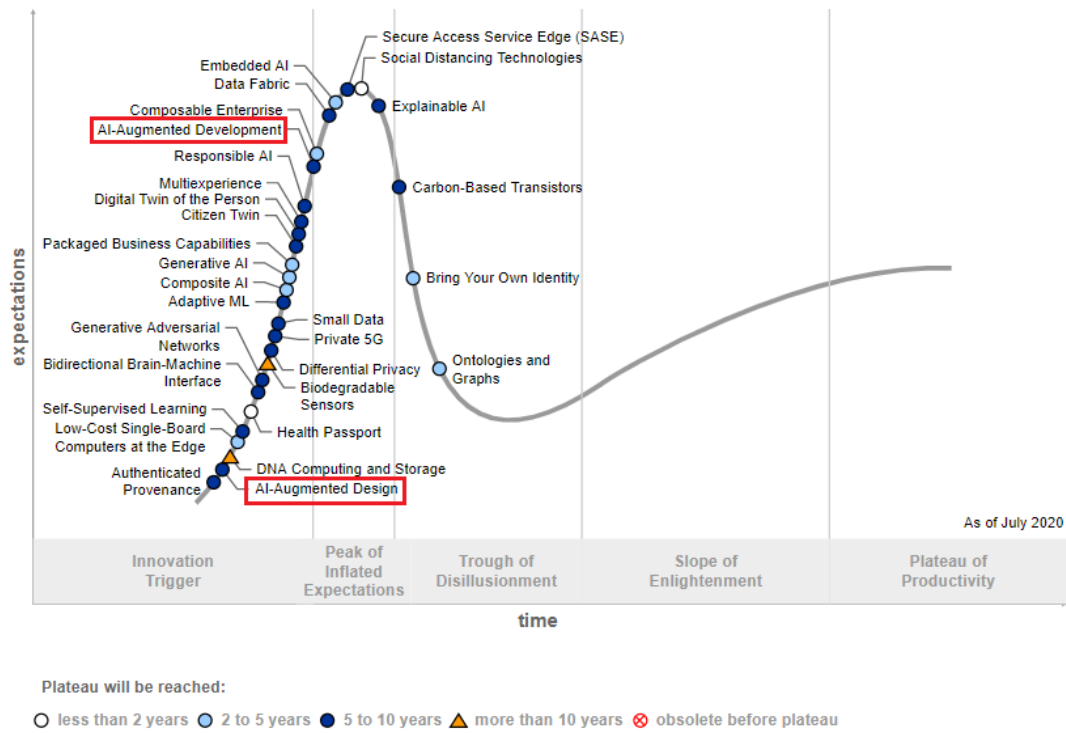 Secure Access Service Edge (SASE)
Social Distancing Technologies
Embedded AI
Data Fabric
Explainable AI
Composable Enterprise
AI-Augmented Development
Responsible AI
Multiexperience
Digital Twin of the Person
Citizen Twin
Carbon-Based Transistors
Packaged Business Capabilities
Generative AI
Composite AI
Adaptive ML
Bring Your Own Identity
Small Data
Private 5G
Generative Adversarial
Networks
Differential Privacy
Biodegradable
Sensors
Bidirectional Brain-Machine
Interface
Ontologies and
Graphs
Self-Supervised Learning
Health Passport
Low-Cost Single-Board
Computers at the Edge
DNA Computing and Storage
Authenticated
Provenance
AI-Augmented Design
expectations
As of July 2020
Innovation
Trigger
Peak of
Inflated
Expectations
Trough of
Disillusionment
Slope of
Enlightenment
Plateau of
Productivity
time
Plateau will be reached:
less than 2 years 2 to 5 years 5 to 10 years more than 10 years obsolete before plateau